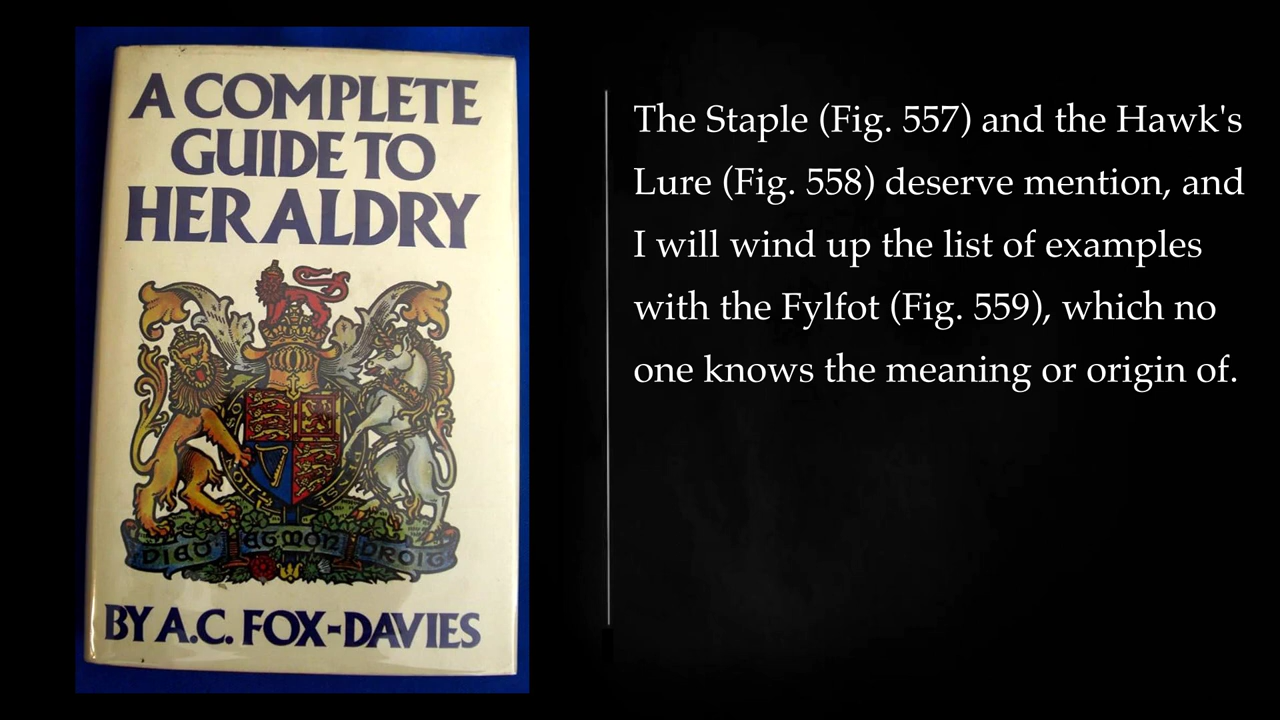 A COMPLETE
GUIDE TO
HERALDRY
DIEU ET MON DROIT
BY A.C. FOX-DAVIES
The Staple (Fig. 557) and the Hawk's
Lure (Fig. 558) deserve mention, and
I will wind up the list of examples
with the Fylfot (Fig. 559), which no
one knows the meaning or origin of.